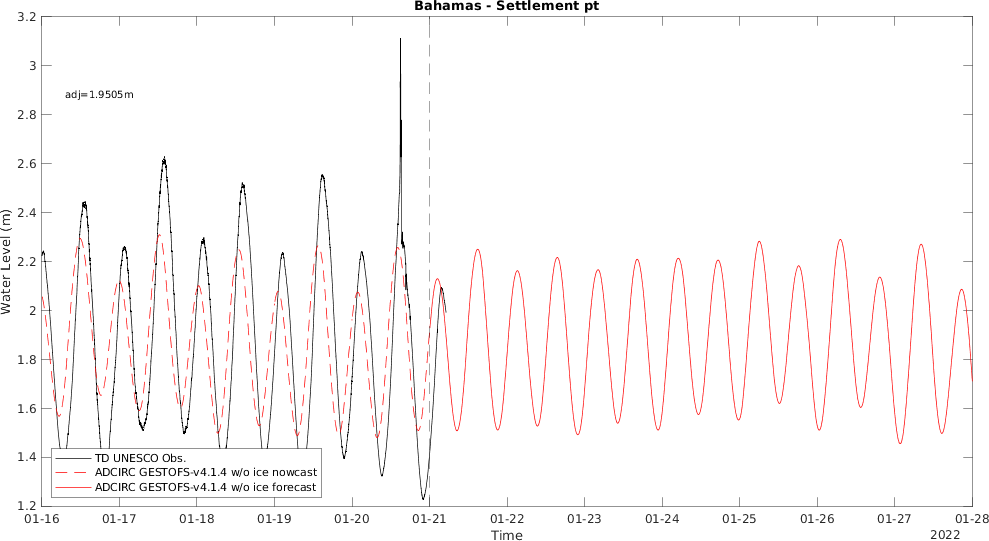 Bahamas - Settlement pt
3.2
3
2.8
2.6
2.4
2.2
2
1.8
1.6
1.4
1.2
Water Level (m)
adj=1.9505m
TD UNESCO Obs.
ADCIRC GESTOFS-v4.1.4 w/o ice nowcast
ADCIRC GESTOFS-v4.1.4 w/o ice forecast
01-16 01-17 01-18 01-19 01-20 01-21 01-22 01-23 01-24 01-25 01-26 01-27 01-28
Time
2022